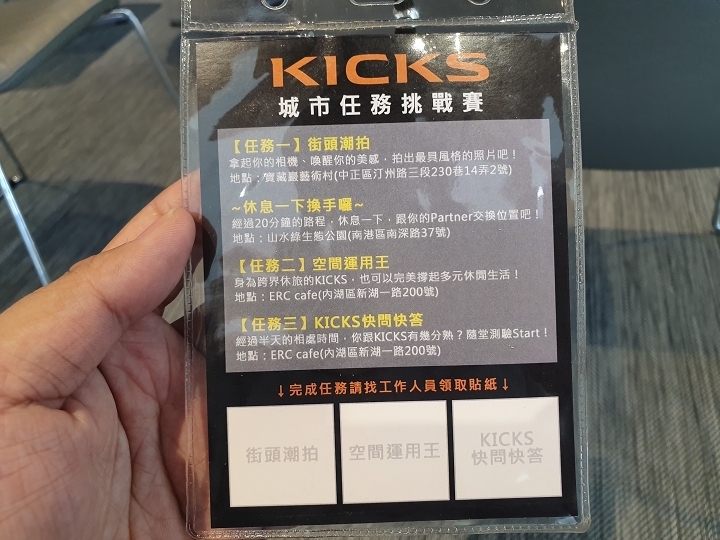 KICKS
城市任務挑戰賽
【任務一】街頭潮拍
拿起你的相機、喚醒你的美感，拍出最具風格的照片吧！
地點：寶藏巖藝術村(中正區汀州路三段230巷14弄2號)
~休息一下換手囉~
經過20分鐘的路程，休息一下，跟你的Partner交換位置吧！
地點：山水綠生態公園(南港區南深路37號)
【任務二】空間運用王
身為跨界休旅的KICKS，也可以完美撐起多元休閒生活！
地點：ERC cafe(內湖區新湖一路200號)
【任務三】KICKS快問快答
經過半天的相處時間，你跟KICKS有幾分熟？隨堂測驗Start！
地點：ERC cafe(內湖區新湖一路200號)
↓完成任務請找工作人員領取貼紙↓
街頭潮拍
空間運用王
KICKS
快問快答